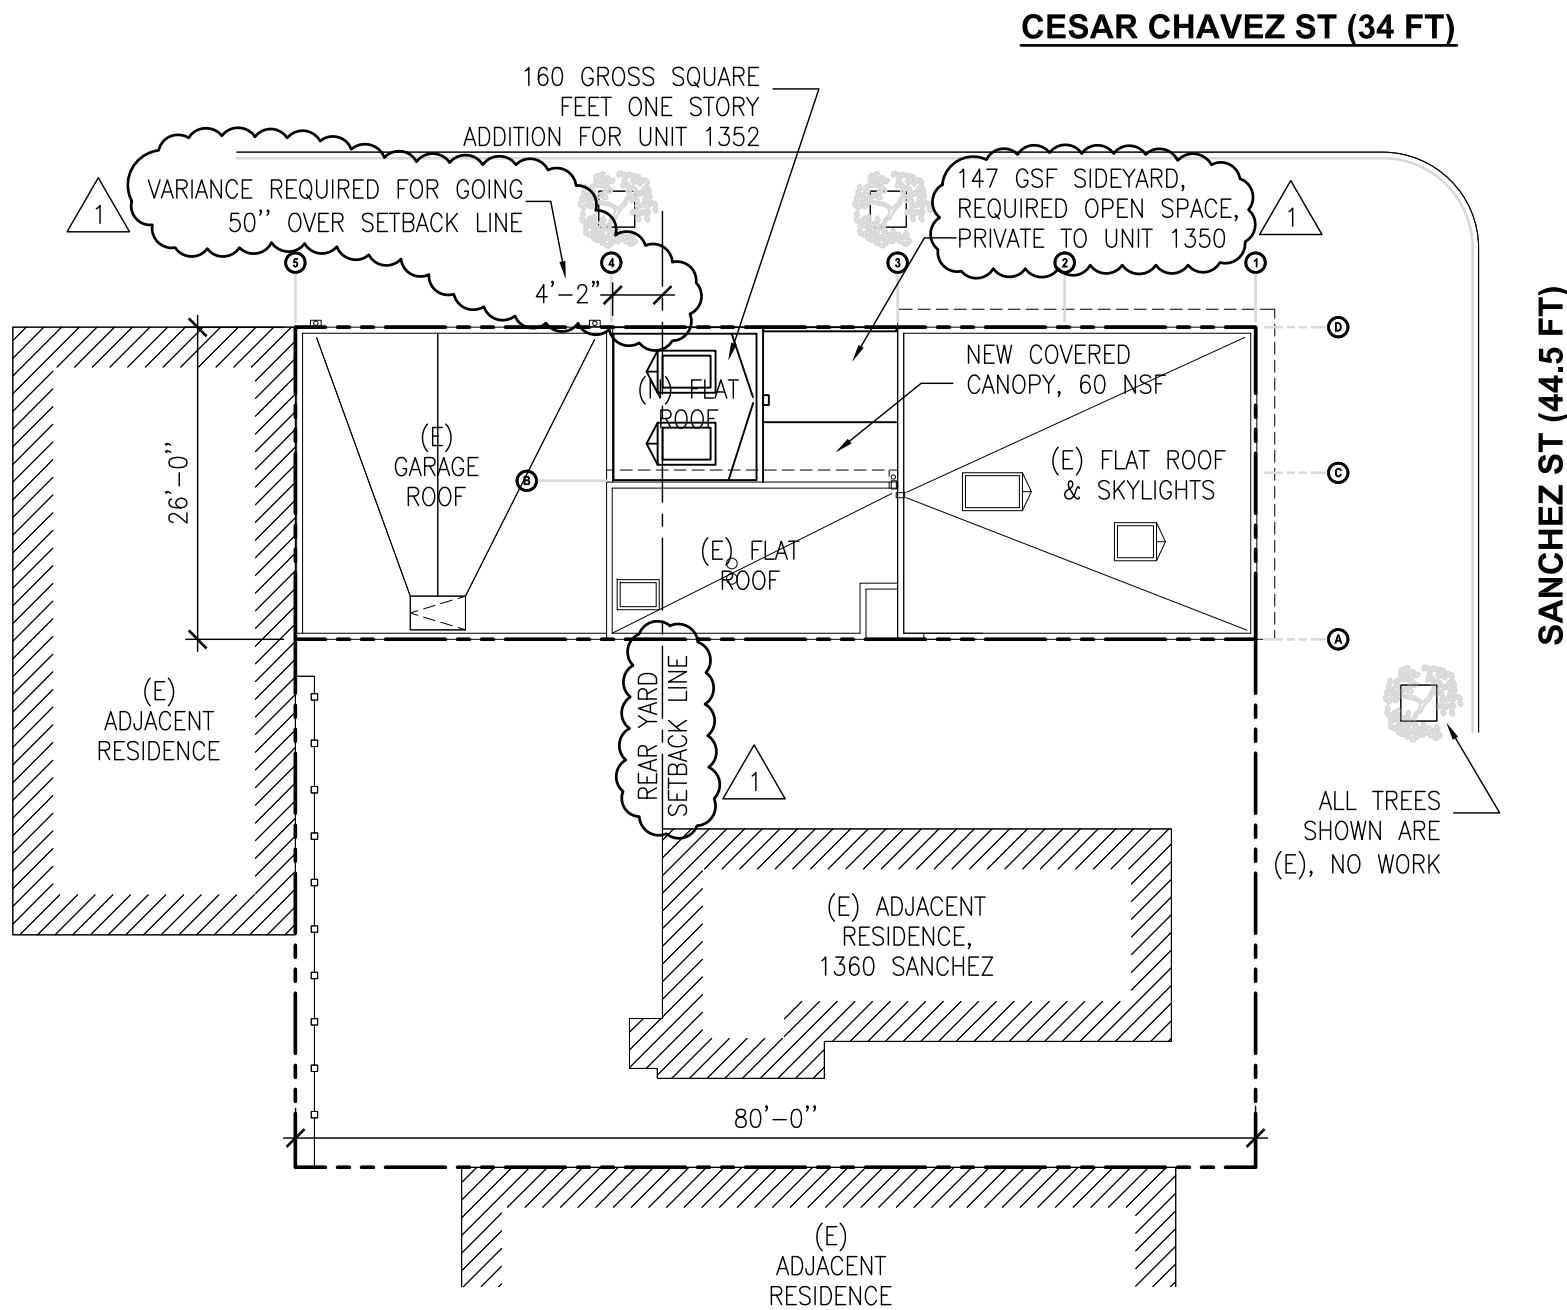 CESAR CHAVEZ ST (34 FT)
160 GROSS SQUARE
FEET ONE STORY
ADDITION FOR UNIT 1352
VARIANCE REQUIRED FOR GOING
50'' OVER SETBACK LINE
1
147 GSF SIDEYARD,
REQUIRED OPEN SPACE,
PRIVATE TO UNIT 1350
1
5
4
3
2
1
4'-2"
D
C
A
B
SANCHEZ ST (44.5 FT)
NEW COVERED
CANOPY, 60 NSF
(N) FLAT
ROOF
(E)
GARAGE
ROOF
(E) FLAT ROOF
& SKYLIGHTS
26'-0''
(E) FLAT
ROOF
(E)
ADJACENT
RESIDENCE
REAR YARD
SETBACK LINE
1
ALL TREES
SHOWN ARE
(E), NO WORK
(E) ADJACENT
RESIDENCE,
1360 SANCHEZ
80'-0''
(E)
ADJACENT
RESIDENCE